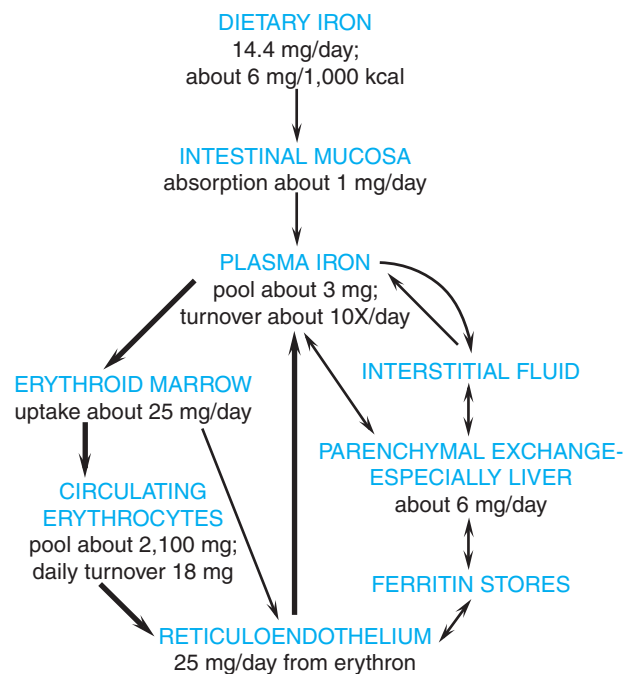 DIETARY IRON
14.4 mg/day;
about 6 mg/1,000 kcal
INTESTINAL MUCOSA
absorption about 1 mg/day
PLASMA IRON
pool about 3 mg;
turnover about 10X/day
ERYTHROID MARROW
uptake about 25 mg/day
INTERSTITIAL FLUID
PARENCHYMAL EXCHANGE-
ESPECIALLY LIVER
about 6 mg/day
CIRCULATING
ERYTHROCYTES
pool about 2,100 mg;
daily turnover 18 mg
FERRITIN STORES
RETICULOENDOTHELIUM
25 mg/day from erythron